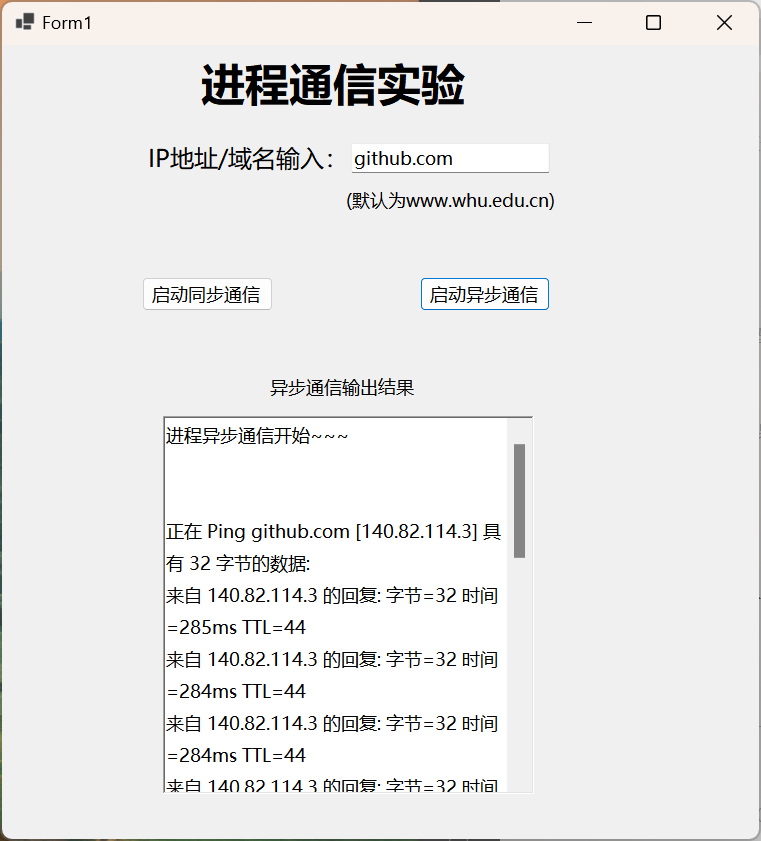 Form1
进程通信实验
IP地址/域名输入： github.com
(默认为www.whu.edu.cn)
启动同步通信 启动异步通信
异步通信输出结果
进程异步通信开始~~~
正在 Ping github.com [140.82.114.3] 具
有 32 字节的数据:
来自 140.82.114.3 的回复: 字节=32 时间
=285ms TTL=44
来自 140.82.114.3 的回复: 字节=32 时间
=284ms TTL=44
来自 140.82.114.3 的回复: 字节=32 时间
=284ms TTL=44
来自 140.82.114.3 的回复: 字节=32 时间